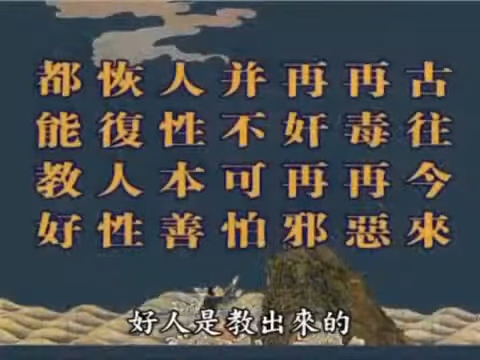 古往今來
再毒再惡
再奸再邪
并不可怕
人性本善
恢復人性
都能教好
好人是教出來的